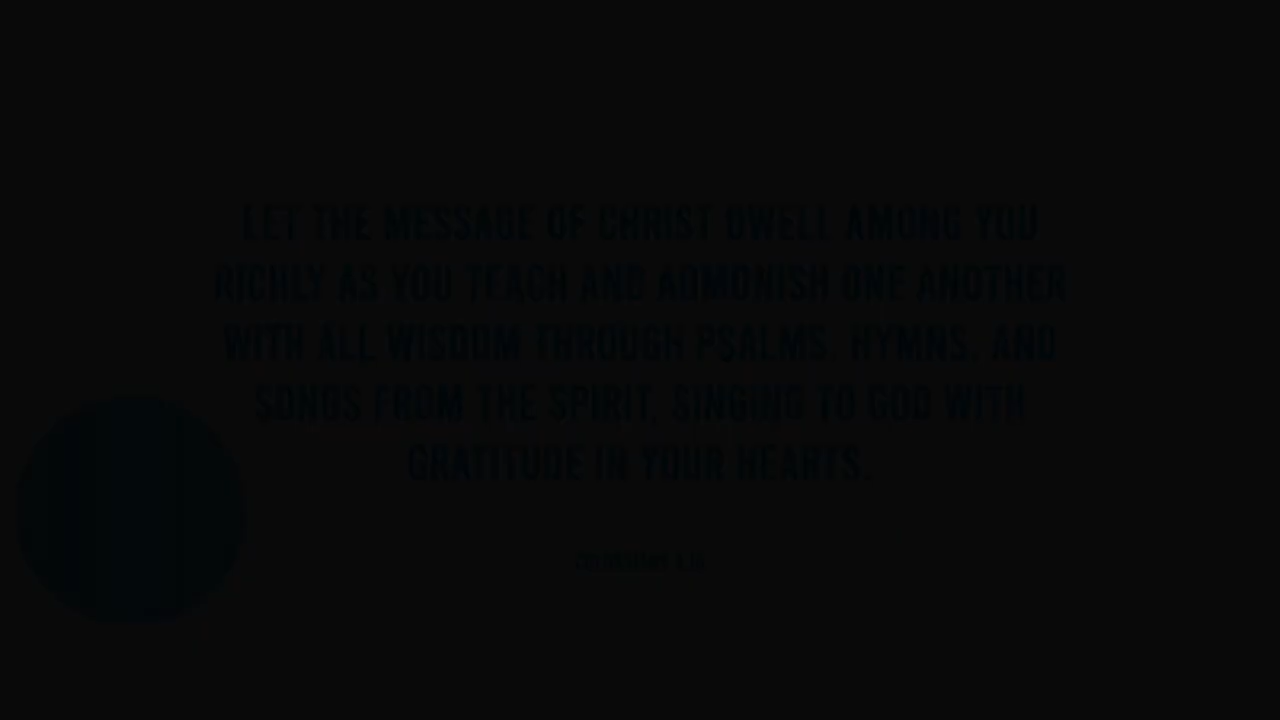 LET THE MESSAGE OF CHRIST DWELL AMONG YOU
RICHLY AS YOU TEACH AND ADMONISH ONE ANOTHER
WITH ALL WISDOM THROUGH PSALMS, HYMNS, AND
SONGS FROM THE SPIRIT, SINGING TO GOD WITH
GRATITUDE IN YOUR HEARTS.